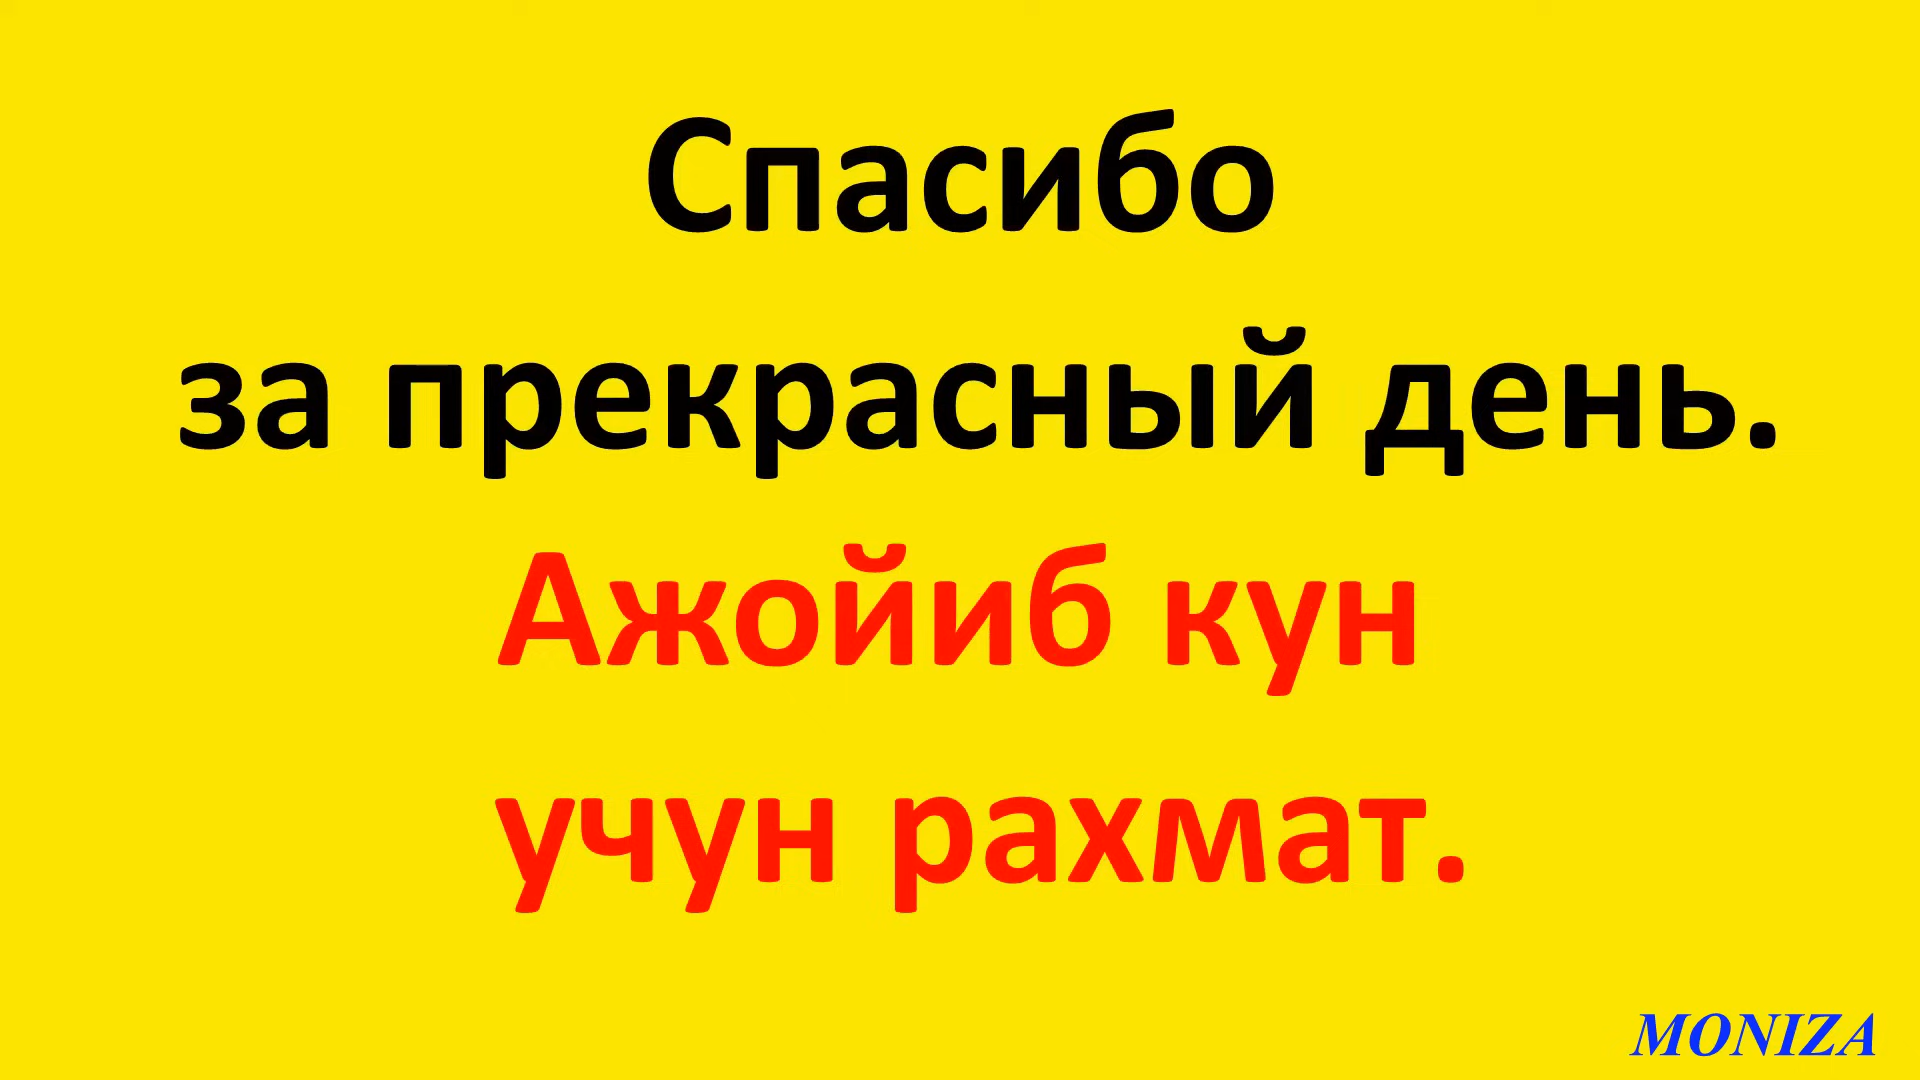 Спасибо
за прекрасный день.
Ажойиб кун
учун рахмат.
MONIZA